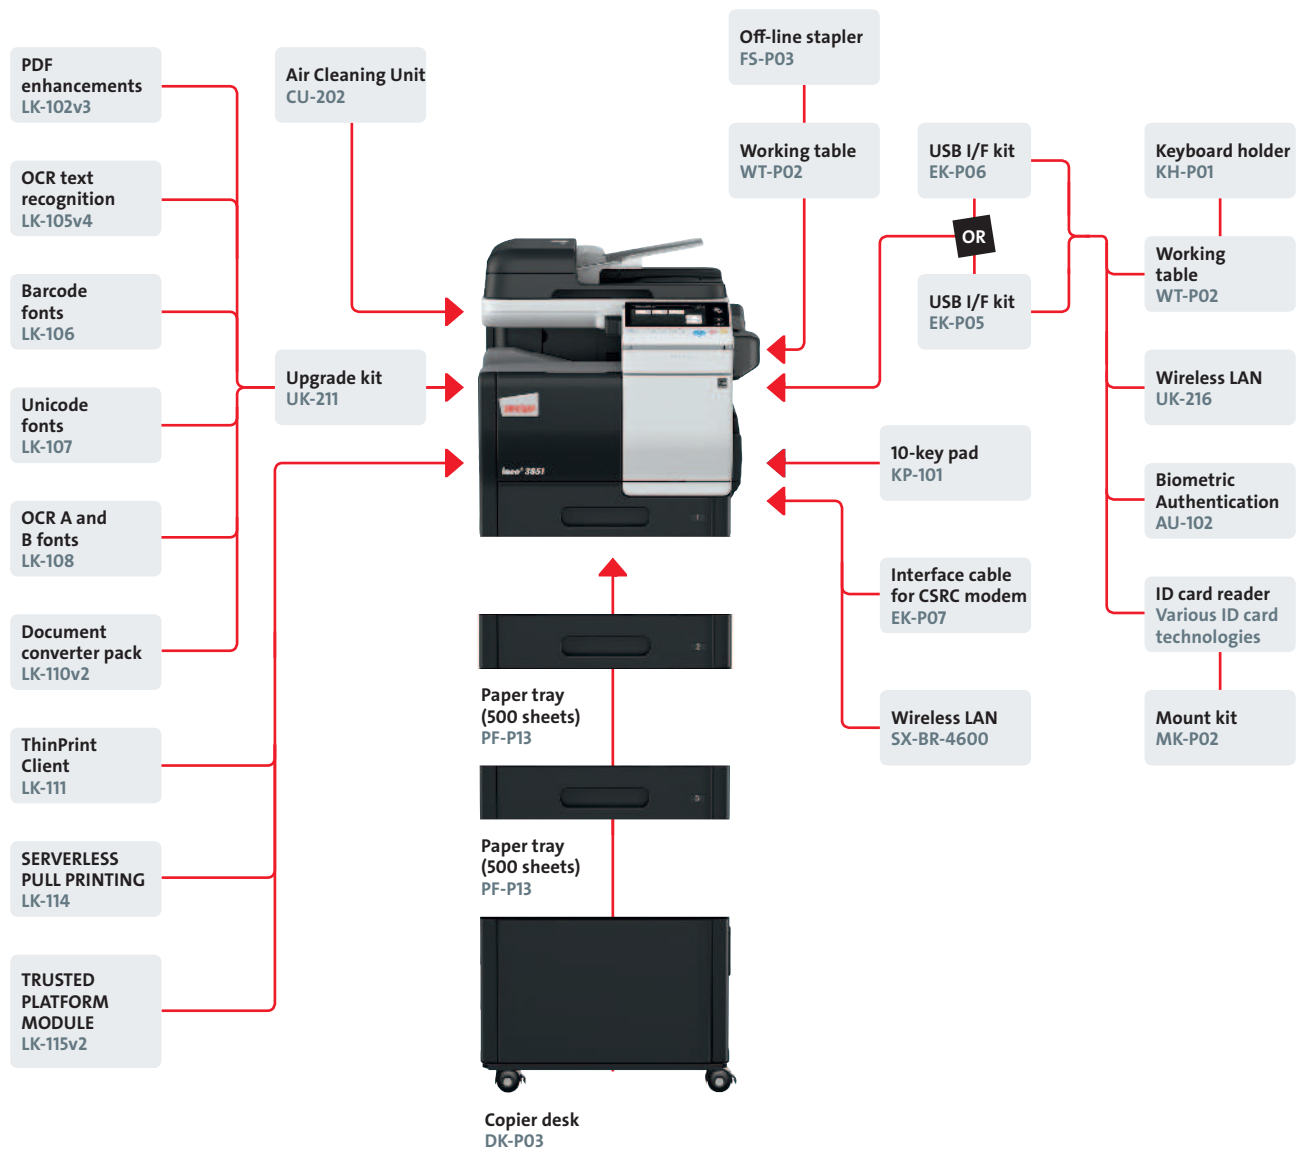 PDF
enhancements
LK-102v3
OCR text
recognition
LK-105v4
Barcode
fonts
LK-106
Unicode
fonts
LK-107
OCR A and
B fonts
LK-108
Document
converter pack
LK-110v2
ThinPrint
Client
LK-111
SERVERLESS
PULL PRINTING
LK-114
TRUSTED
PLATFORM
MODULE
LK-115v2
Air Cleaning Unit
CU-202
Upgrade kit
UK-211
ineo+ 3851
1
2
Paper tray
(500 sheets)
PF-P13
3
Paper tray
(500 sheets)
PF-P13
Copier desk
DK-P03
Off-line stapler
FS-P03
Working table
WT-P02
USB I/F kit
EK-P06
OR
USB I/F kit
EK-P05
10-key pad
KP-101
Interface cable
for CSRC modem
EK-P07
Wireless LAN
SX-BR-4600
Keyboard holder
KH-P01
Working
table
WT-P02
Wireless LAN
UK-216
Biometric
Authentication
AU-102
ID card reader
Various ID card
technologies
Mount kit
MK-P02